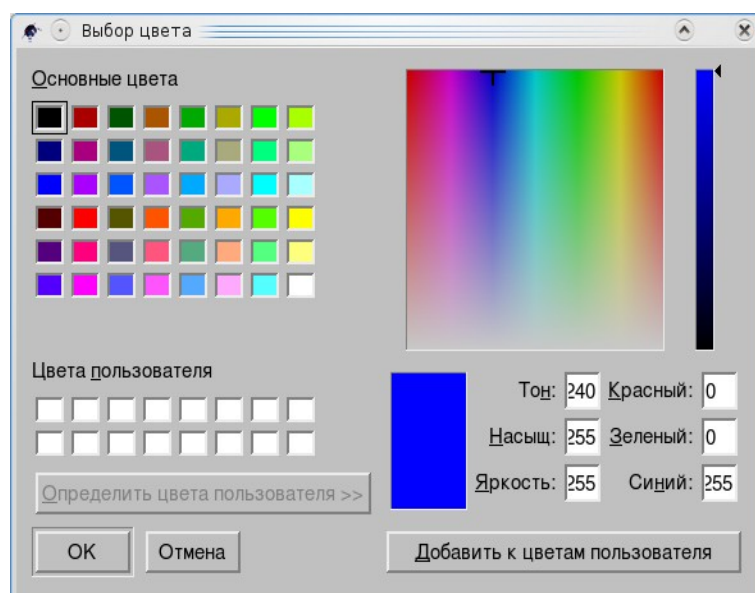 Выбор цвета
Основные цвета
Цвета пользователя
Определить цвета пользователя >>
OK
Отмена
Тон: 240 Красный: 0
Насыщ: 255 Зеленый: 0
Яркость: 255 Синий: 255
Добавить к цветам пользователя